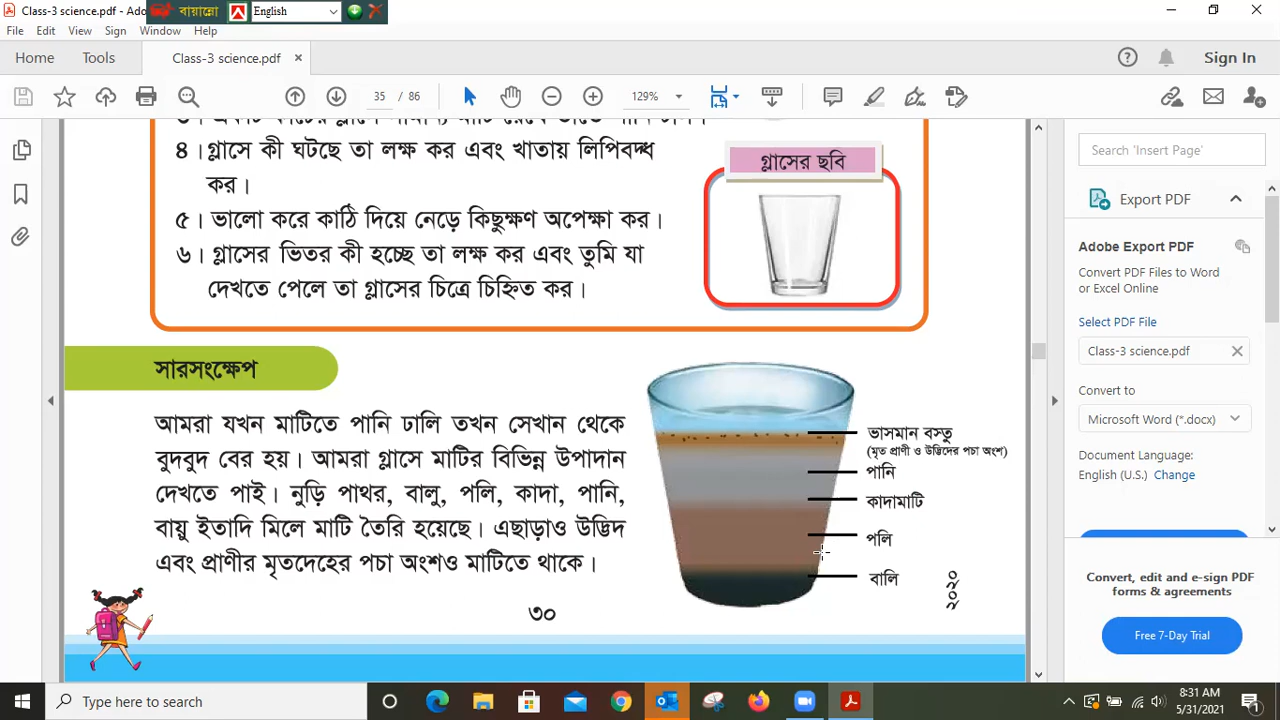 Class-3 science.pdf - Ado
বায়ান্নো
English
File Edit View Sign Window Help
Home Tools Class-3 science.pdf Sign In
35 / 86 129%
৪। গ্লাসে কী ঘটছে তা লক্ষ কর এবং খাতায় লিপিবদ্ধ
কর।
৫। ভালো করে কাঠি দিয়ে নেড়ে কিছুক্ষণ অপেক্ষা কর।
৬। গ্লাসের ভিতর কী হচ্ছে তা লক্ষ কর এবং তুমি যা
দেখতে পেলে তা গ্লাসের চিত্রে চিহ্নিত কর।
গ্লাসের ছবি
সারসংক্ষেপ
আমরা যখন মাটিতে পানি ঢালি তখন সেখান থেকে
বুদবুদ বের হয়। আমরা গ্লাসে মাটির বিভিন্ন উপাদান
দেখতে পাই। নুড়ি পাথর, বালু, পলি, কাদা, পানি,
বায়ু ইতাদি মিলে মাটি তৈরি হয়েছে। এছাড়াও উদ্ভিদ
এবং প্রাণীর মৃতদেহের পচা অংশও মাটিতে থাকে।
ভাসমান বস্তু
(মৃত প্রাণী ও উদ্ভিদের পচা অংশ)
পানি
কাদামাটি
পলি
বালি
২০২০
৩০
Search 'Insert Page'
Export PDF
Adobe Export PDF
Convert PDF Files to Word
or Excel Online
Select PDF File
Class-3 science.pdf
Convert to
Microsoft Word (*.docx)
Document Language:
English (U.S.) Change
Convert, edit and e-sign PDF
forms & agreements
Free 7-Day Trial
Type here to search
8:31 AM
5/31/2021